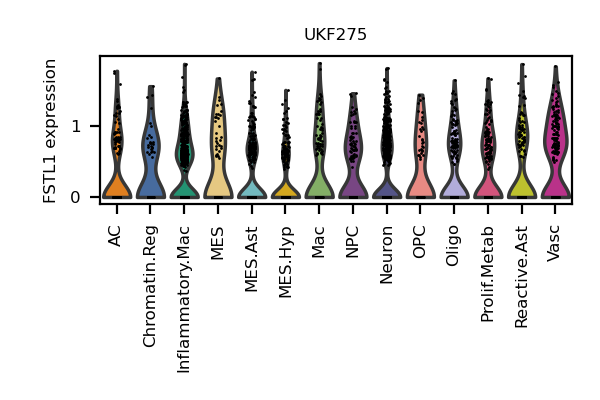 UKF275
FSTL1 expression
1
0
AC
Chromatin.Reg
Inflammatory.Mac
MES
MES.Ast
MES.Hyp
Mac
NPC
Neuron
OPC
Oligo
Prolif.Metab
Reactive.Ast
Vasc